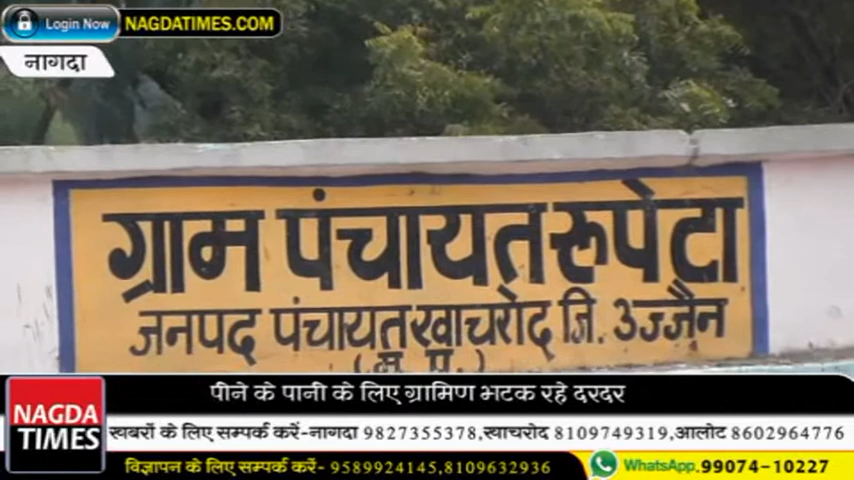 Login Now
NAGDATIMES.COM
नागदा
ग्राम पंचायत रूपेटा
जनपद पंचायत खाचरोद जि. उज्जैन
(म. प्र.)
पीने के पानी के लिए ग्रामिण भटक रहे दरदर
NAGDA
TIMES
खबरों के लिए सम्पर्क करें-नागदा 9827355378,खाचरोद 8109749319,आलोट 8602964776
विज्ञापन के लिए सम्पर्क करें- 9589924145,8109632936
WhatsApp.99074-10227